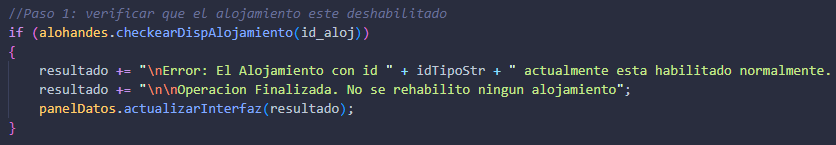 //Paso 1: verificar que el alojamiento este deshabilitado
if (alohandes.checkearDispAlojamiento(id_aloj))
{
resultado += "\nError: El Alojamiento con id " + idTipoStr + " actualmente esta habilitado normalmente.
resultado += "\n\nOperacion Finalizada. No se rehabilito ningun alojamiento";
panelDatos.actualizarInterfaz(resultado);
}